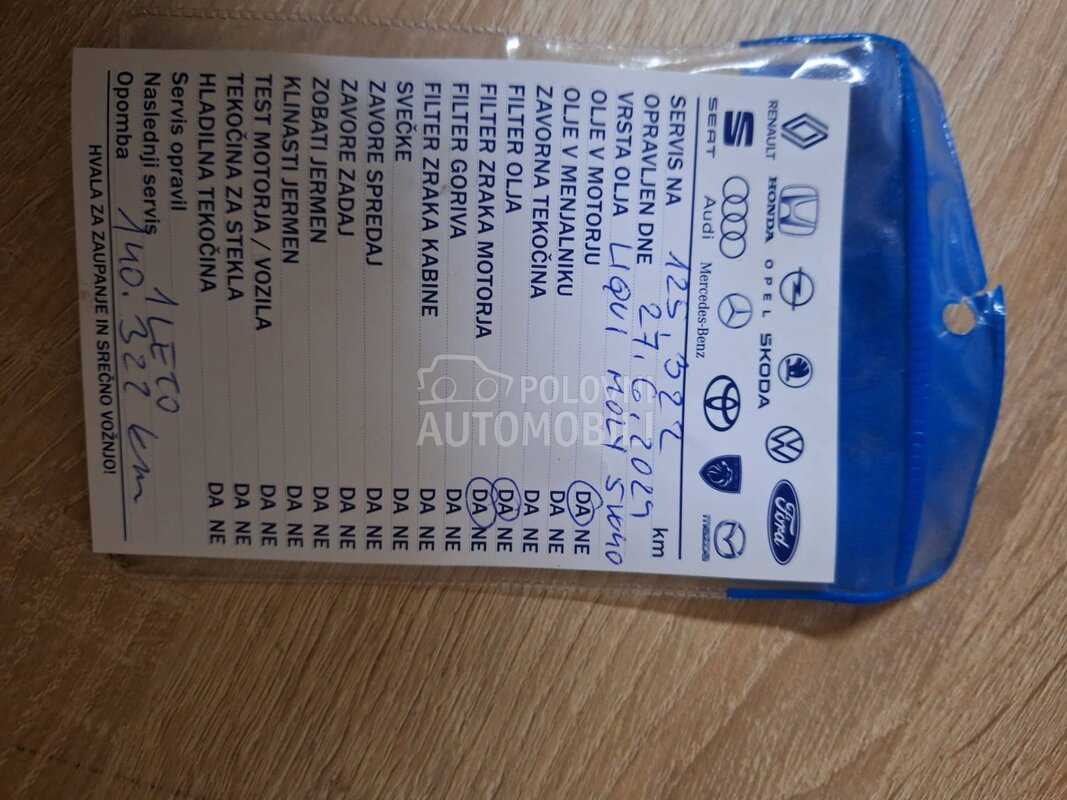 RENAULT HONDA OPEL ŠKODA Ford
SEAT Audi Mercedes-Benz mazda
SERVIS NA 125,322 km
OPRAVLJEN DNE 27.6.2024
VRSTA OLJA LIQUI MOLY 5W40
OLJE V MOTORJU DA NE
OLJE V MENJALNIKU DA NE
ZAVORNA TEKOČINA DA NE
FILTER OLJA DA NE
FILTER ZRAKA MOTORJA DA NE
FILTER GORIVA DA NE
FILTER ZRAKA KABINE DA NE
SVEČKE DA NE
ZAVORE SPREDAJ DA NE
ZAVORE ZADAJ DA NE
ZOBATI JERMEN DA NE
KLINASTI JERMEN DA NE
TEST MOTORJA / VOZILA DA NE
TEKOČINA ZA STEKLA DA NE
HLADILNA TEKOČINA DA NE
Servis opravil
Naslednji servis 1 LETO
Opomba 140.322 km
HVALA ZA ZAUPANJE IN SREČNO VOŽNJO!
POLOVNI
AUTOMOBILI